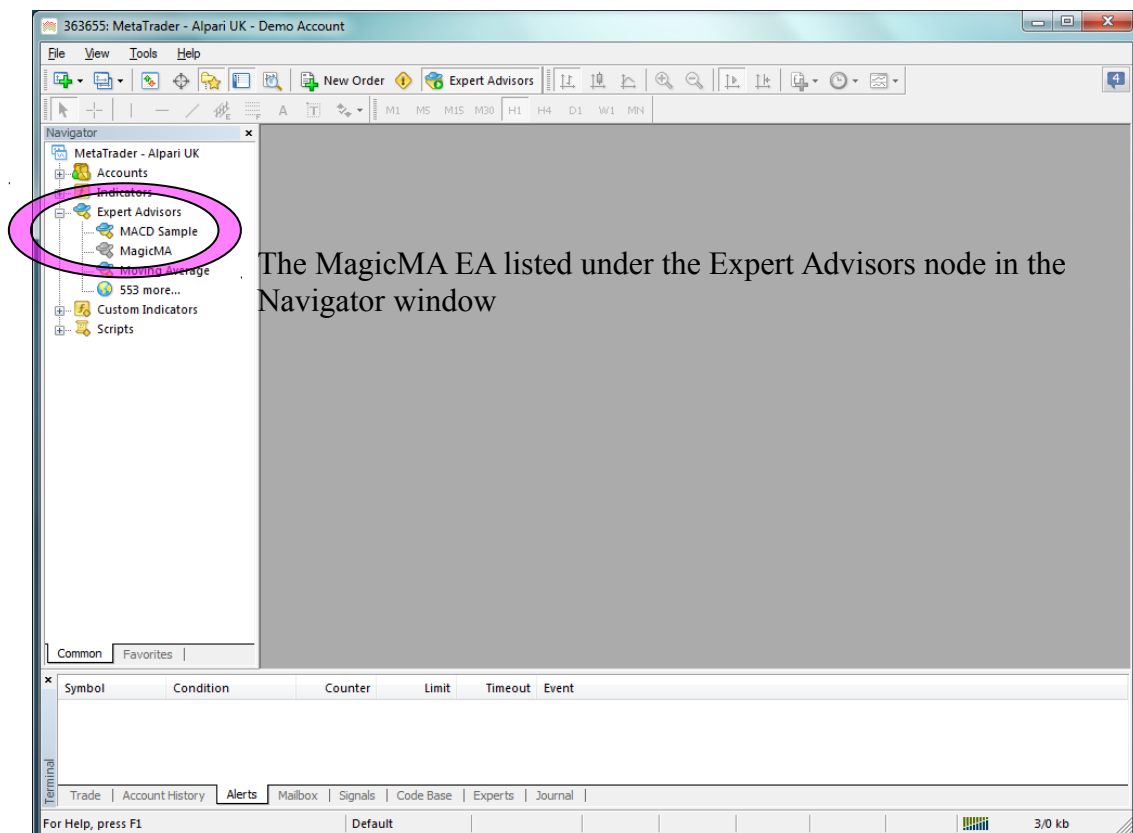 363655: MetaTrader - Alpari UK - Demo Account
File View Tools Help
New Order Expert Advisors 4
A T M1 M5 M15 M30 H1 H4 D1 W1 MN
Navigator
MetaTrader - Alpari UK
Accounts
Indicators
Expert Advisors
MACD Sample
MagicMA
Moving Average
553 more...
Custom Indicators
Scripts
The MagicMA EA listed under the Expert Advisors node in the
Navigator window
Common Favorites
Symbol Condition Counter Limit Timeout Event
Terminal
Trade Account History Alerts Mailbox Signals Code Base Experts Journal
For Help, press F1 Default 3/0 kb